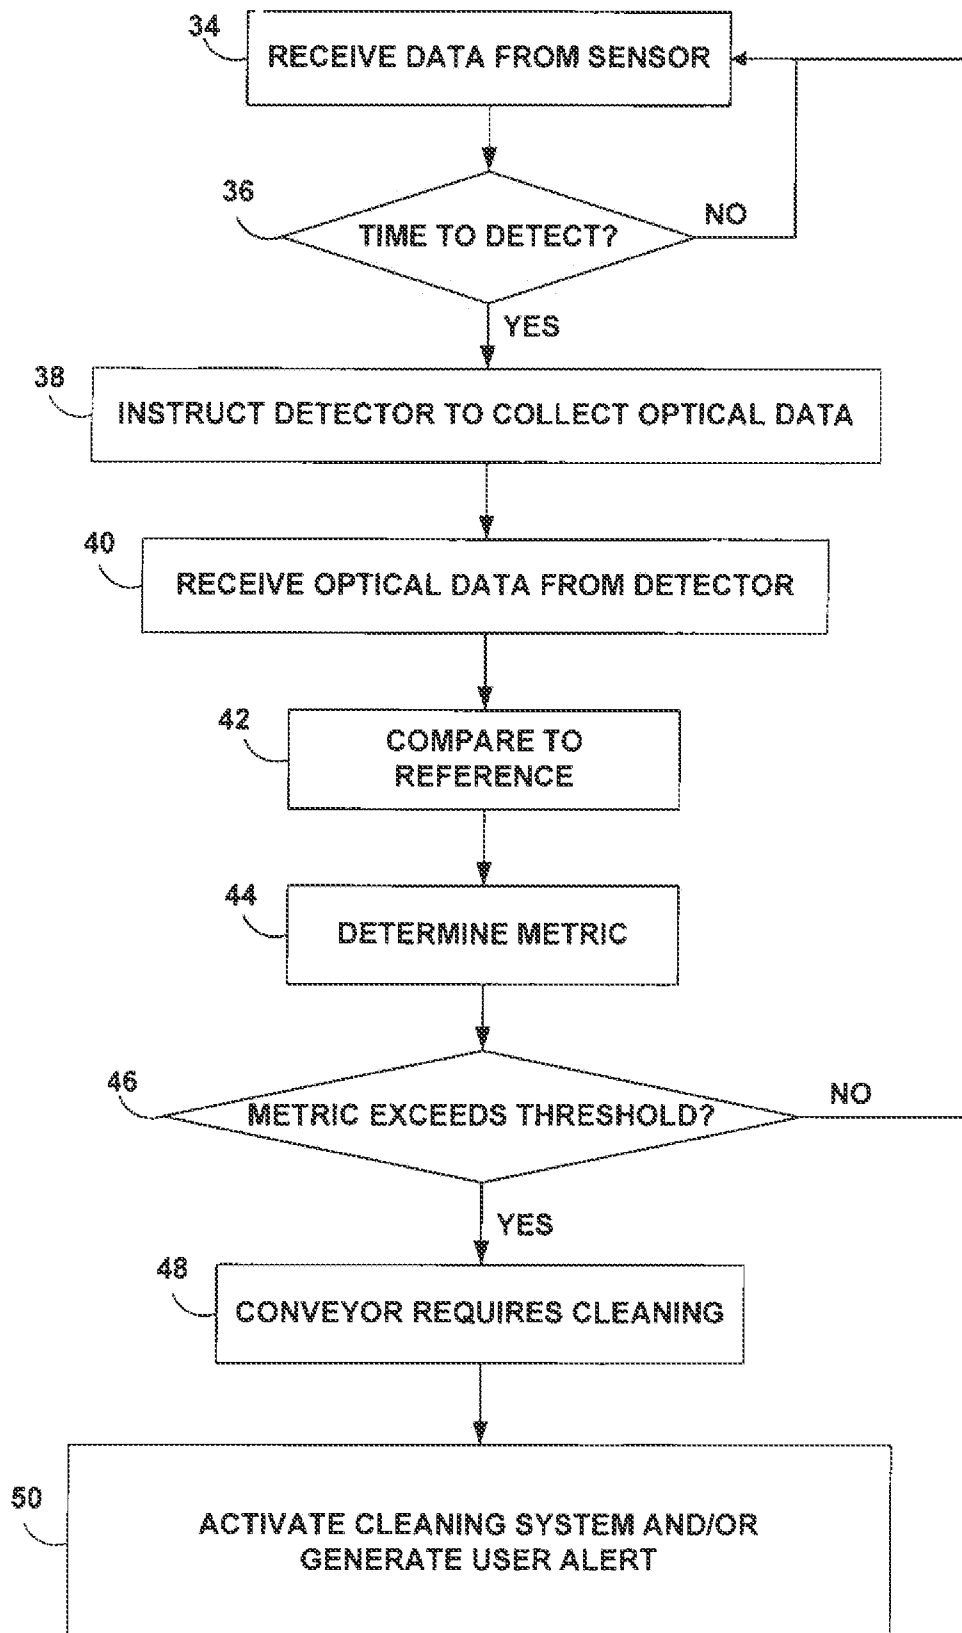 34
RECEIVE DATA FROM SENSOR
36
TIME TO DETECT?
NO
YES
38
INSTRUCT DETECTOR TO COLLECT OPTICAL DATA
40
RECEIVE OPTICAL DATA FROM DETECTOR
42
COMPARE TO
REFERENCE
44
DETERMINE METRIC
46
METRIC EXCEEDS THRESHOLD?
NO
YES
48
CONVEYOR REQUIRES CLEANING
50
ACTIVATE CLEANING SYSTEM AND/OR
GENERATE USER ALERT